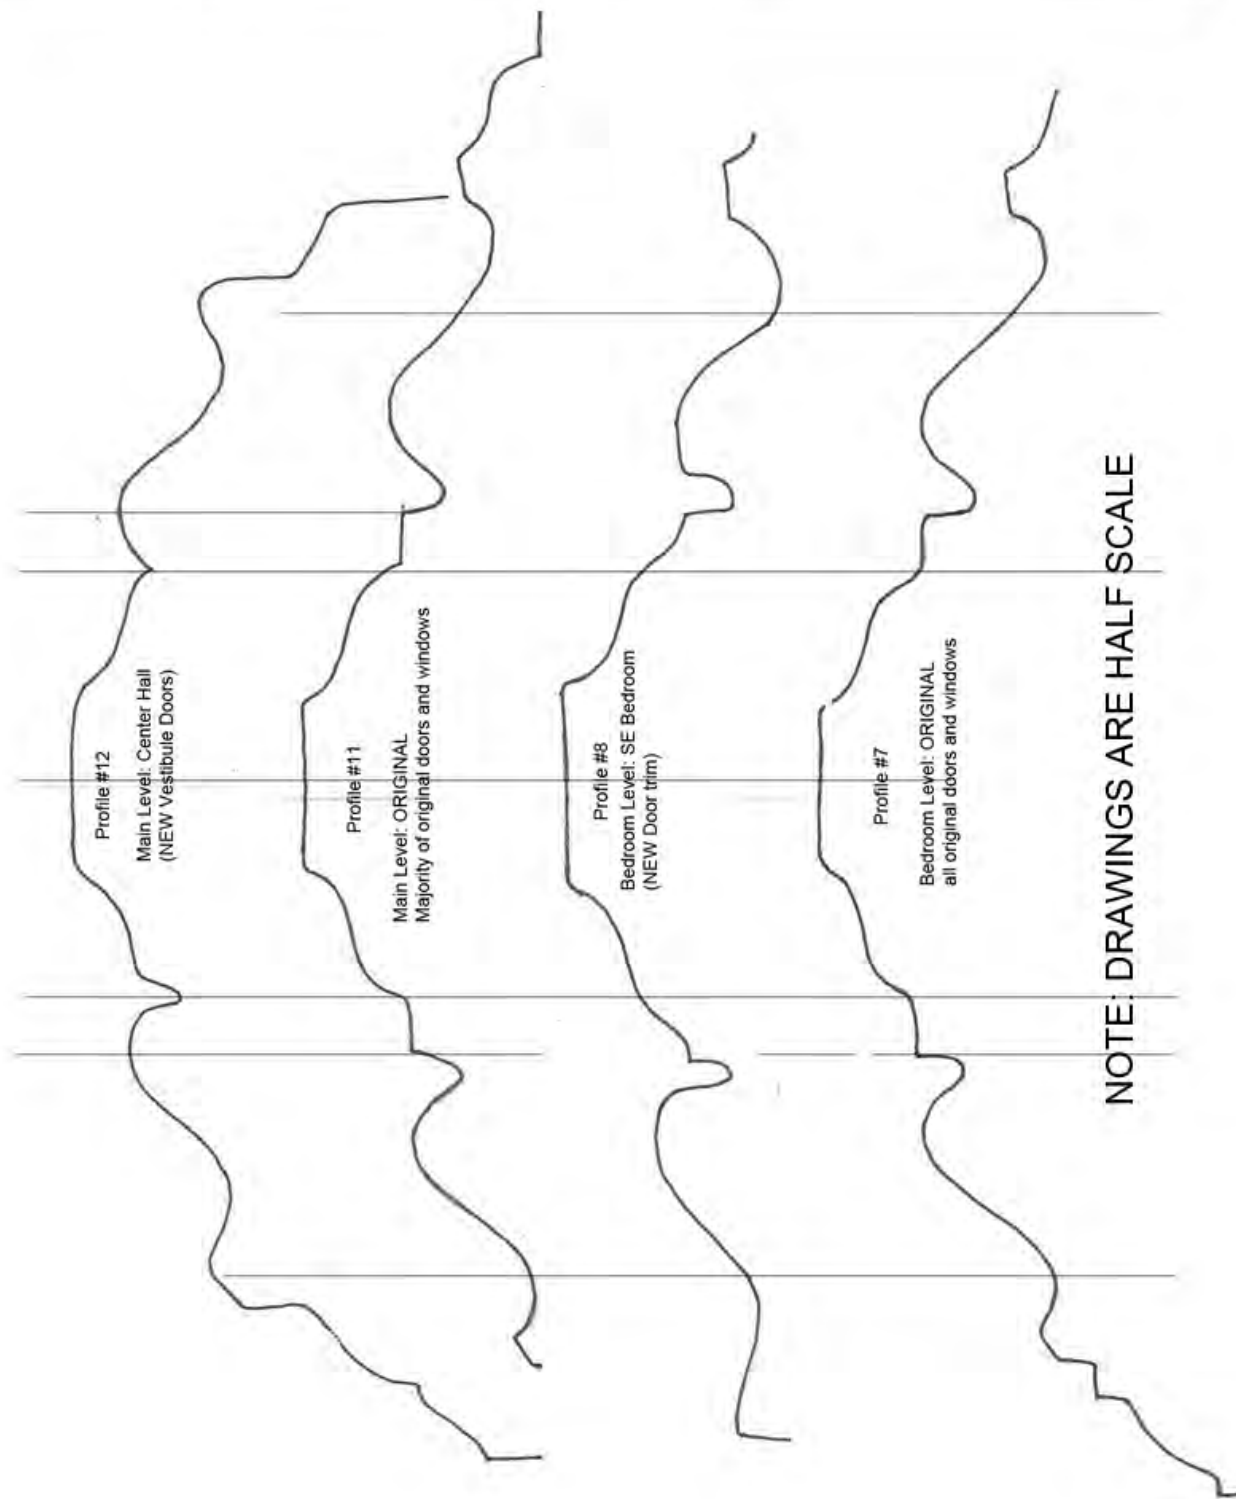 Profile #12
Main Level: Center Hall
(NEW Vestibule Doors)
Profile #11
Main Level: ORIGINAL
Majority of original doors and windows
Profile #8
Bedroom Level: SE Bedroom
(NEW Door trim)
Profile #7
Bedroom Level: ORIGINAL
all original doors and windows
NOTE: DRAWINGS ARE HALF SCALE